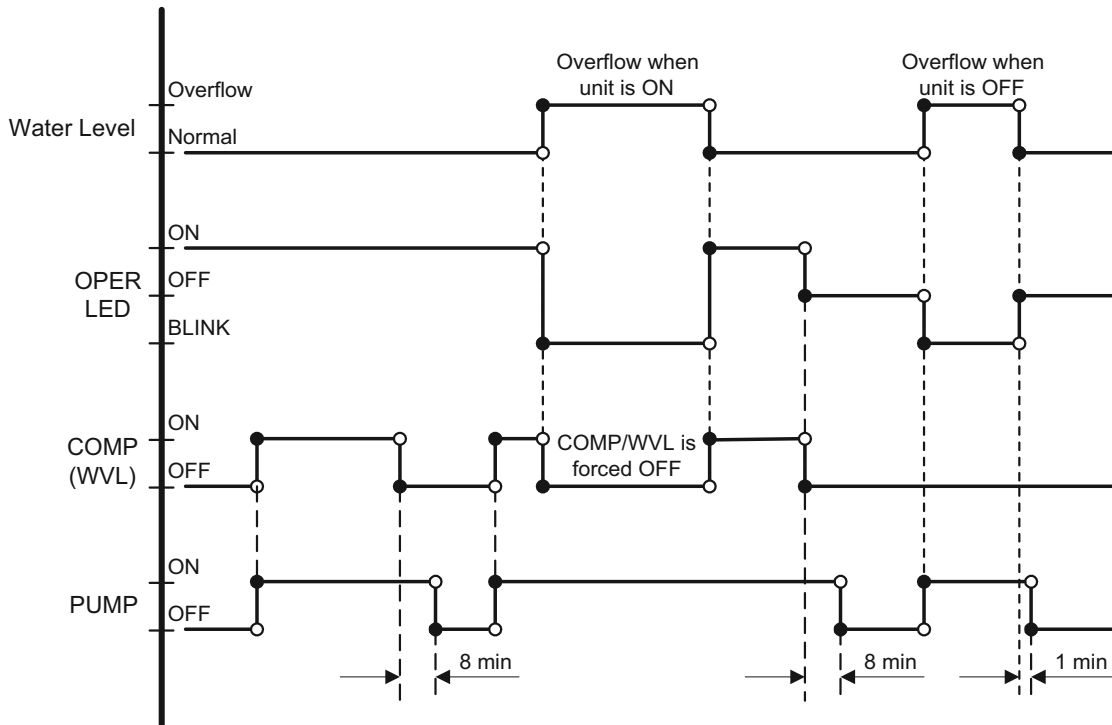 Overflow when
unit is ON
Overflow when
unit is OFF
Overflow
Water Level
Normal
ON
OPER
LED
OFF
BLINK
ON
COMP
(WVL)
OFF
COMP/WVL is
forced OFF
ON
PUMP
OFF
8 min
8 min
1 min